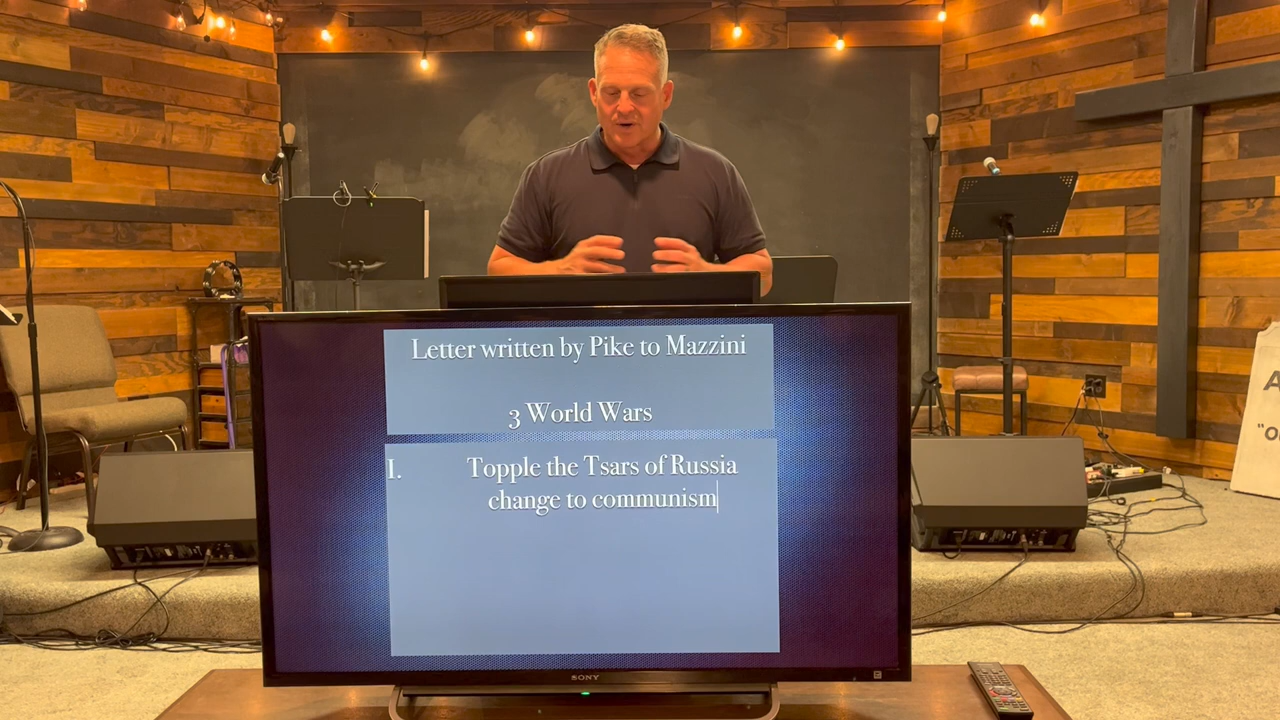 Letter written by Pike to Mazzini
3 World Wars
I. Topple the Tsars of Russia
change to communism
SONY